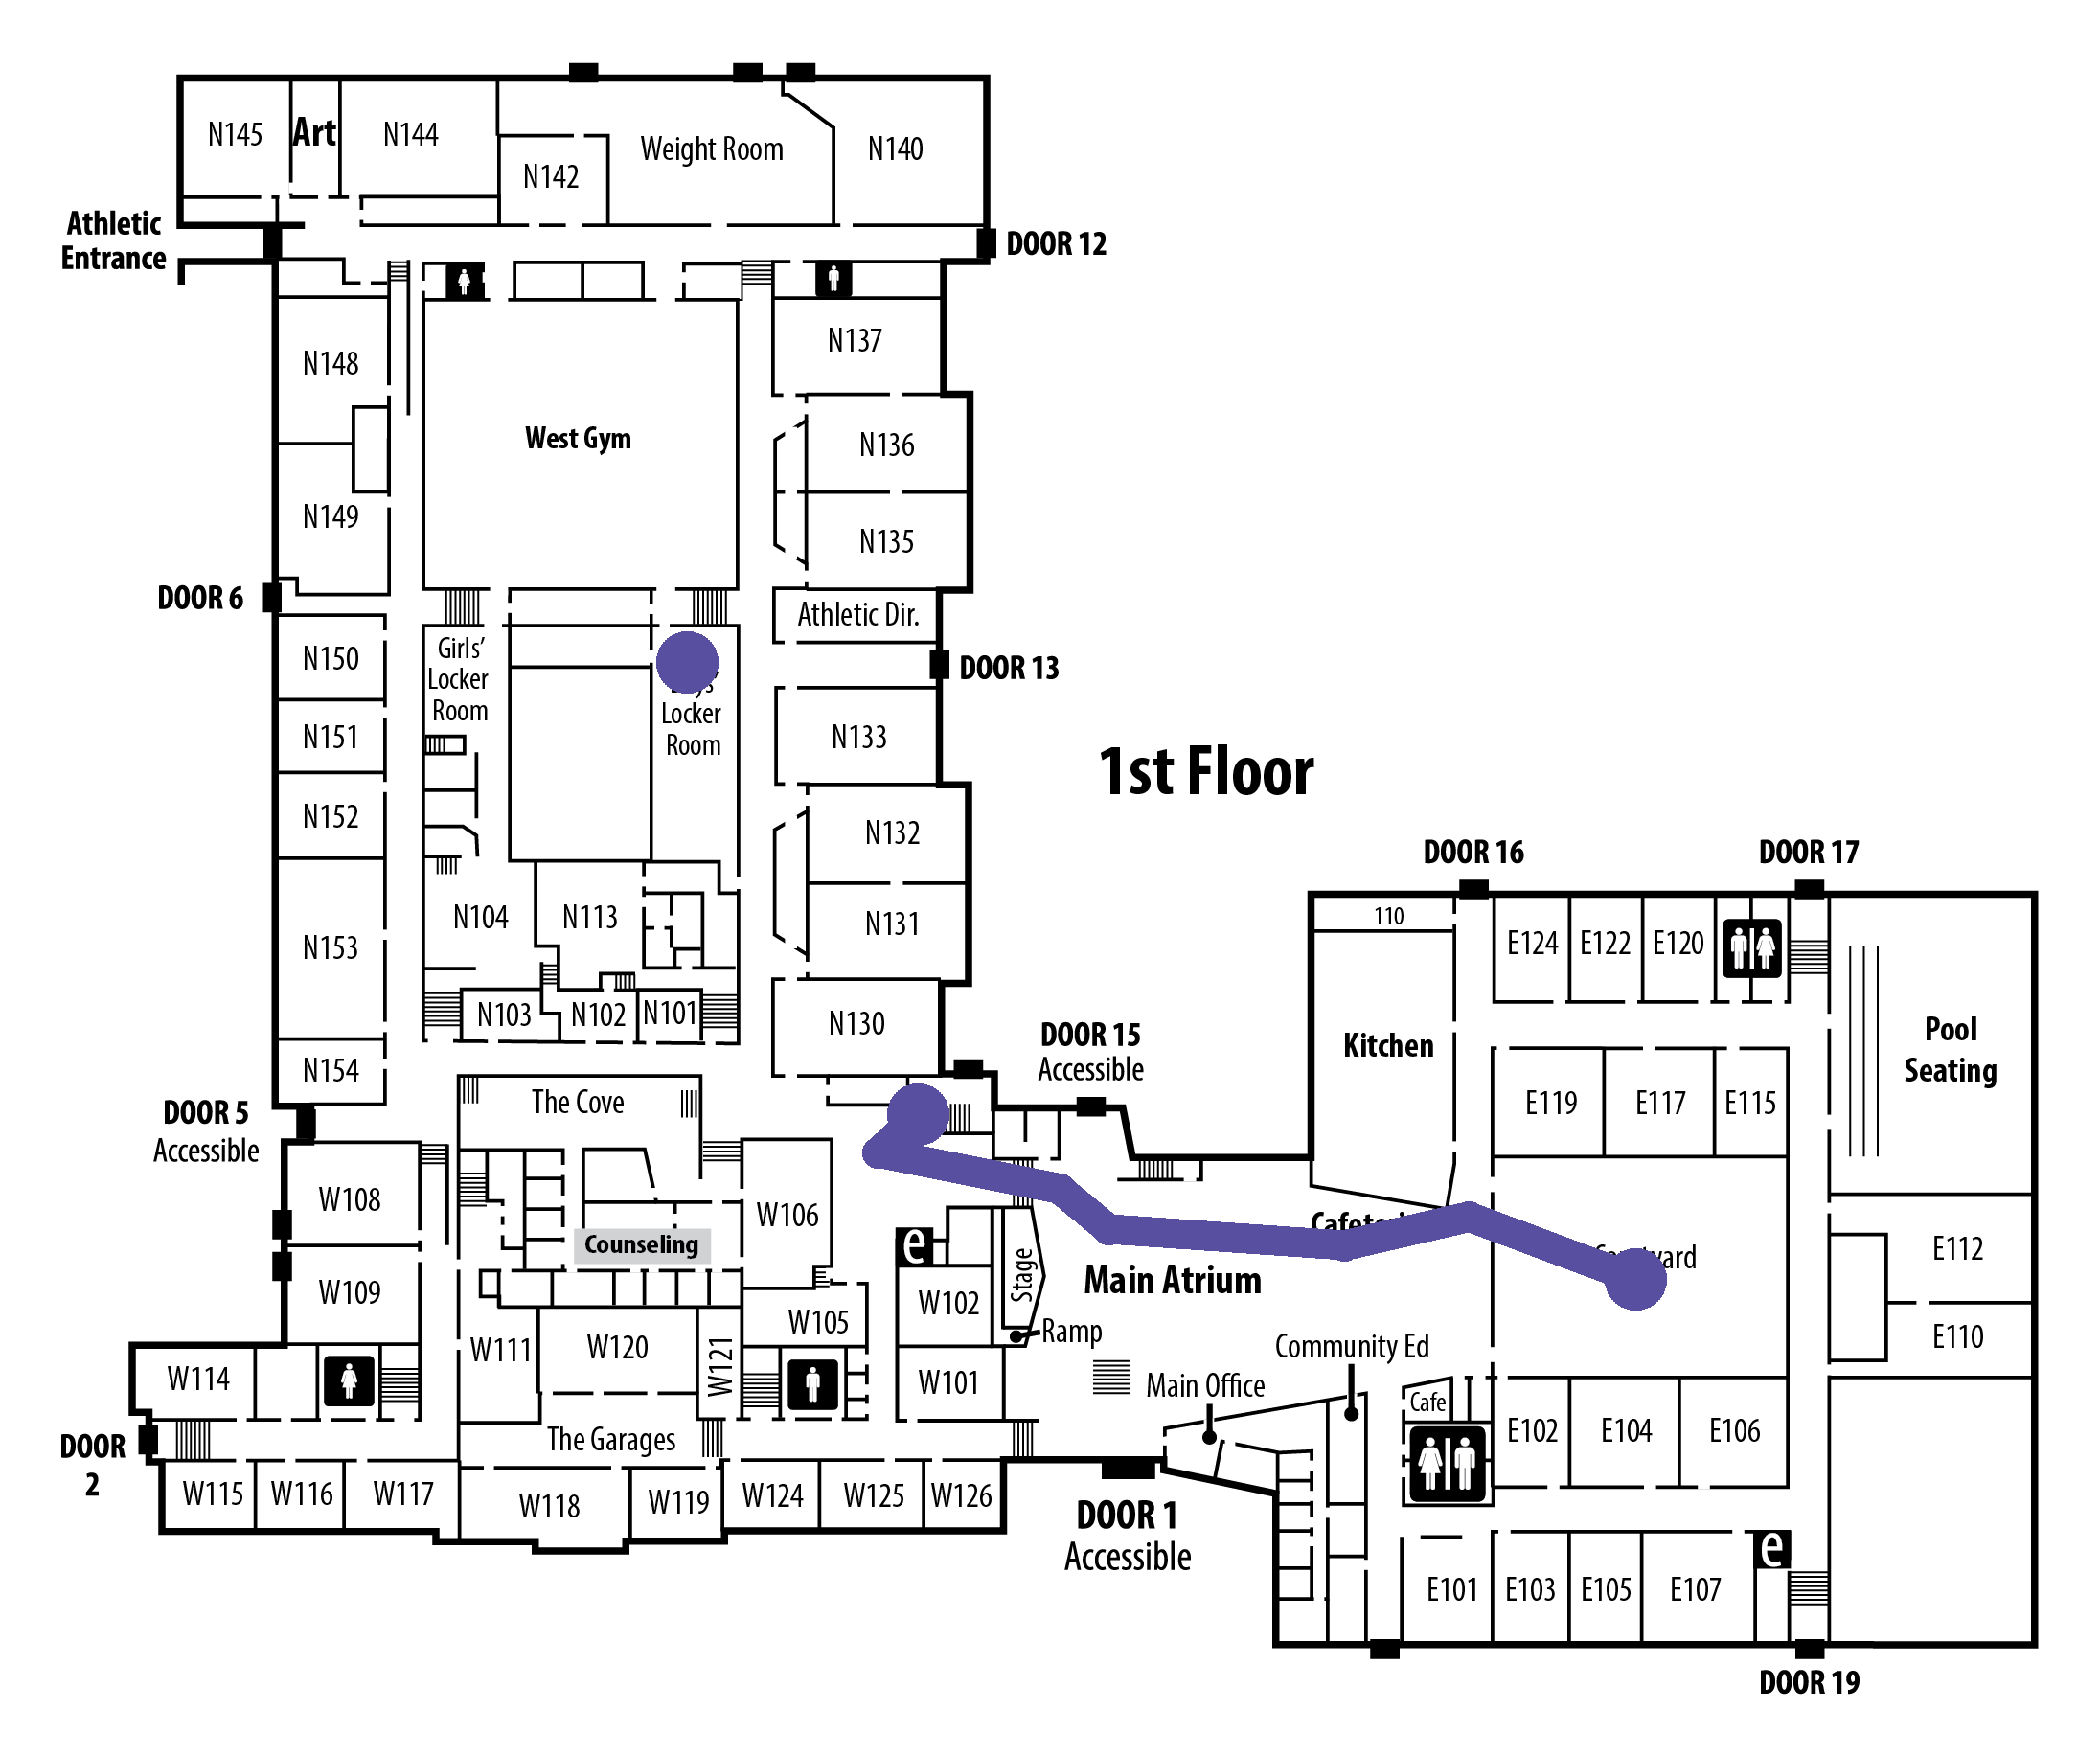 N145
Art
N144
N142
Weight Room
N140
Athletic
Entrance
DOOR 12
N148
N137
West Gym
N136
N149
N135
DOOR 6
Athletic Dir.
N150
Girls'
Locker
Room
Locker
Room
DOOR 13
N151
N133
1st Floor
N152
N132
DOOR 16
DOOR 17
N153
N104
N113
N131
110
E124
E122
E120
N103
N102
N101
N130
Kitchen
Pool
Seating
DOOR 15
Accessible
N154
The Cove
E119
E117
E115
DOOR 5
Accessible
W108
W106
Counseling
e
Stage
Main Atrium
E112
W109
W102
W105
Ramp
W111
W120
W121
Community Ed
E110
W114
W101
Main Office
Cafe
E102
E104
E106
The Garages
DOOR
2
W115
W116
W117
W118
W119
W124
W125
W126
DOOR 1
Accessible
e
E101
E103
E105
E107
DOOR 19